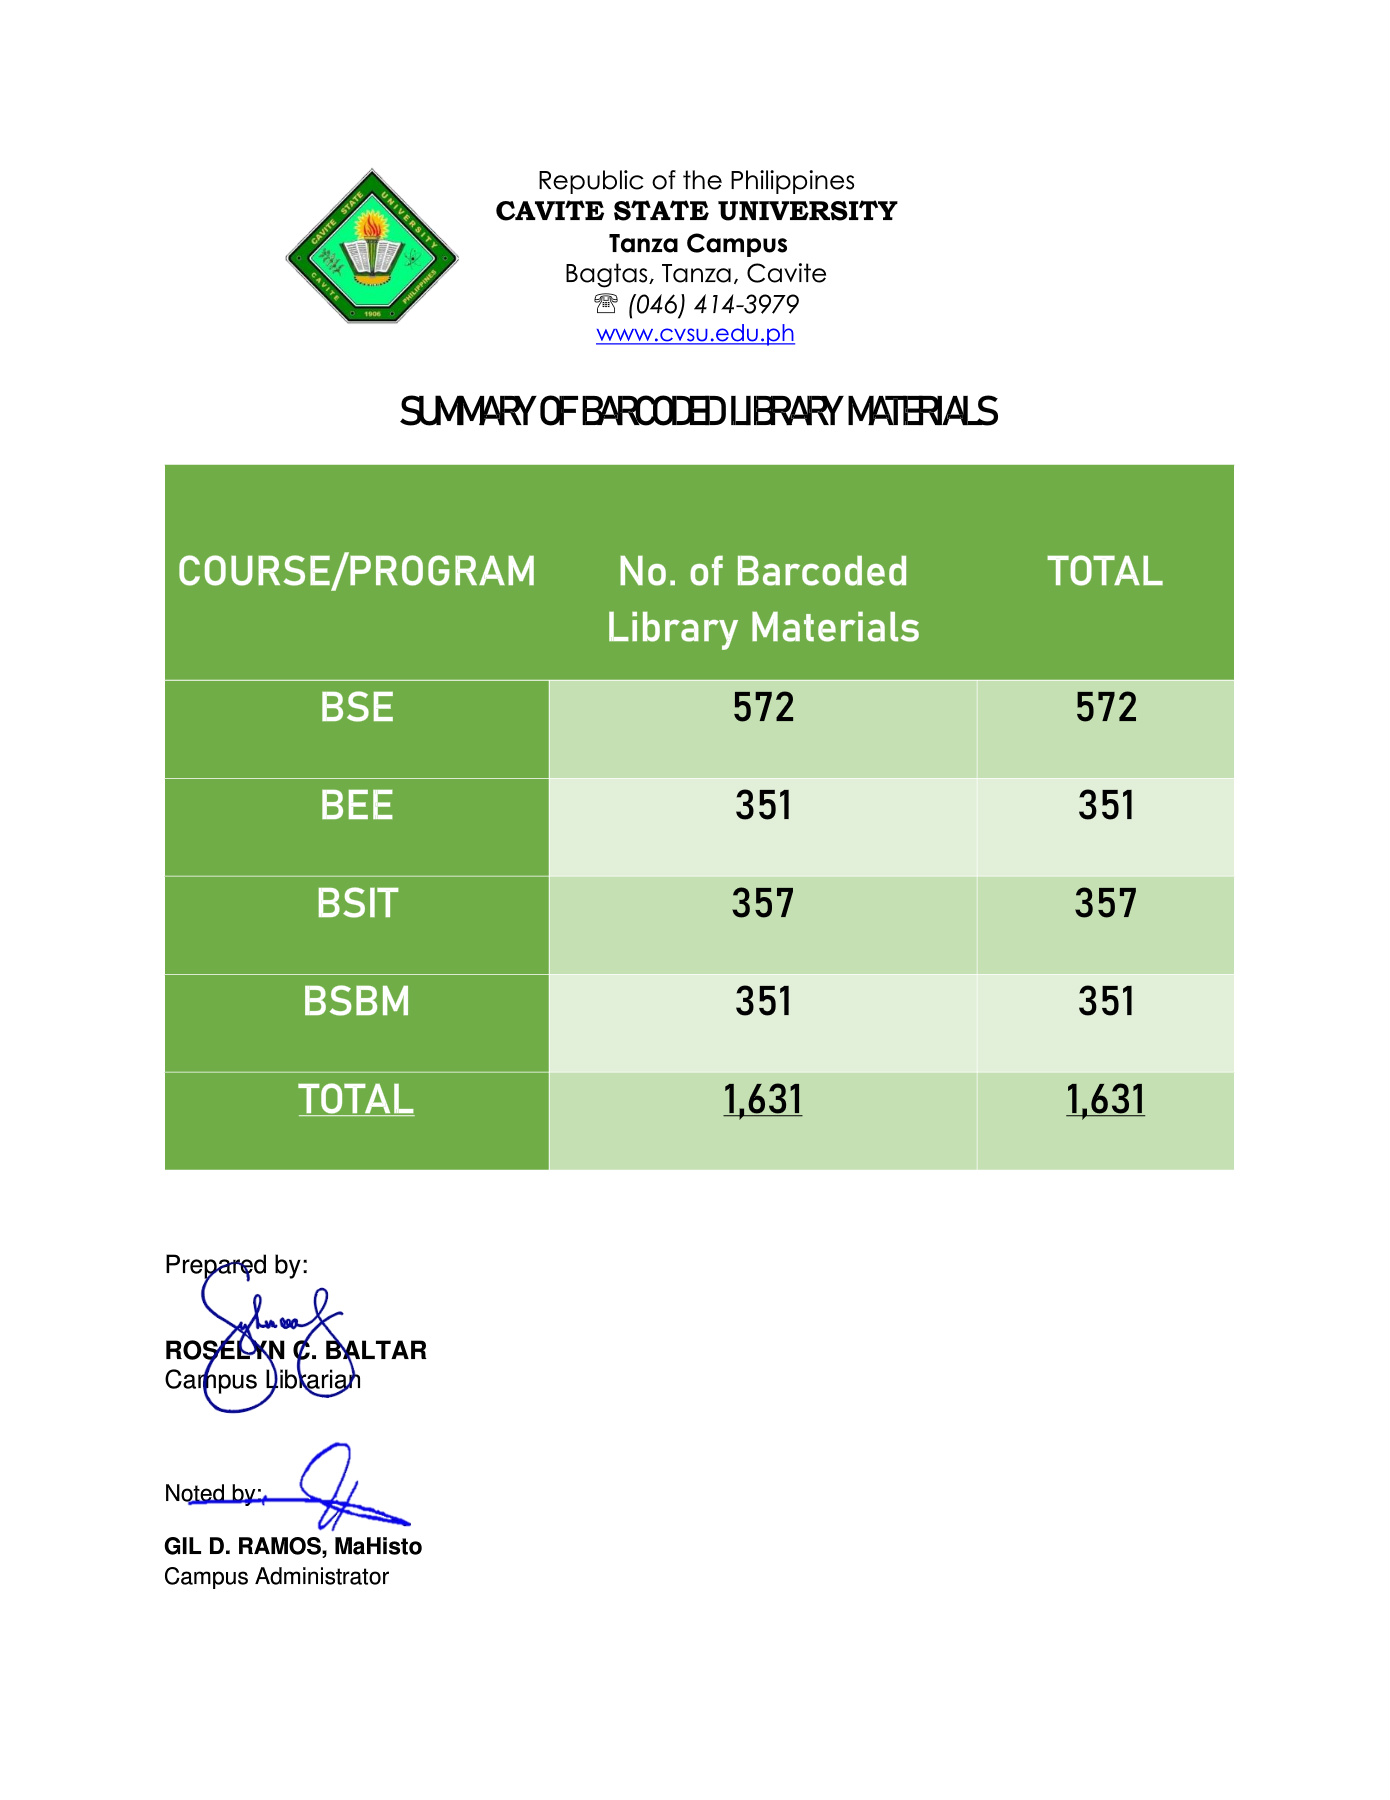 Republic of the Philippines
CAVITE STATE UNIVERSITY
Tanza Campus
Bagtas, Tanza, Cavite
☏ (046) 414-3979
www.cvsu.edu.ph
CAVITE STATE UNIVERSITY
CAVITE PHILIPPINES
1906
SUMMARY OF BARCODED LIBRARY MATERIALS
COURSE/PROGRAM No. of Barcoded TOTAL
Library Materials
BSE 572 572
BEE 351 351
BSIT 357 357
BSBM 351 351
TOTAL 1,631 1,631
Prepared by:
ROSELYN C. BALTAR
Campus Librarian
Noted by:
GIL D. RAMOS, MaHisto
Campus Administrator